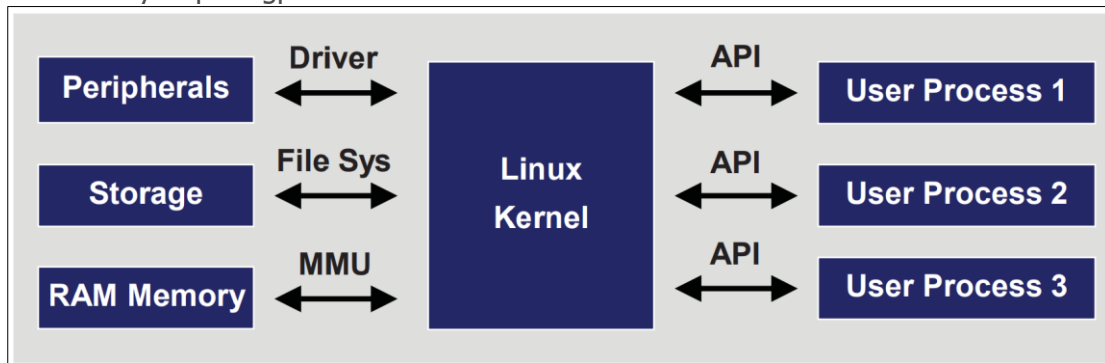 Driver
API
Peripherals
User Process 1
File Sys
API
Storage
Linux
Kernel
User Process 2
MMU
API
RAM Memory
User Process 3